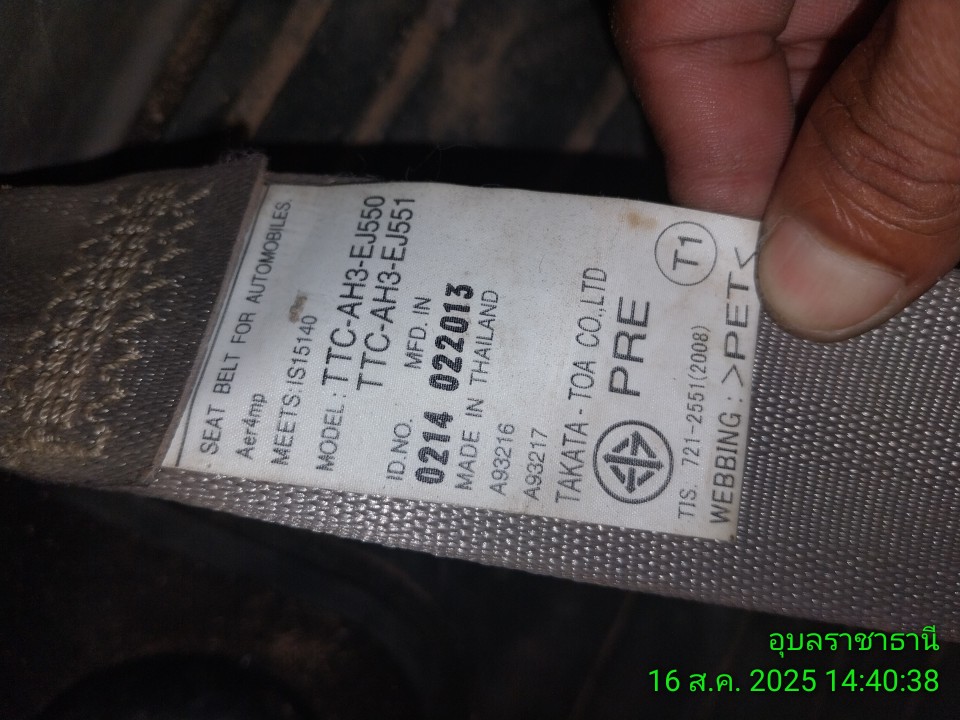 SEAT BELT FOR AUTOMOBILES.
Aer4mp
MEETS:IS15140
MODEL: TTC-AH3-EJ550
TTC-AH3-EJ551
ID.NO. MFD. IN
0214 022013
MADE IN THAILAND
A93216
A93217
TAKATA - TOA CO.,LTD
PRE T1
TIS. 721-2551(2008)
WEBBING : >PET<
อุบลราชาธานี
16 ส.ค. 2025 14:40:38